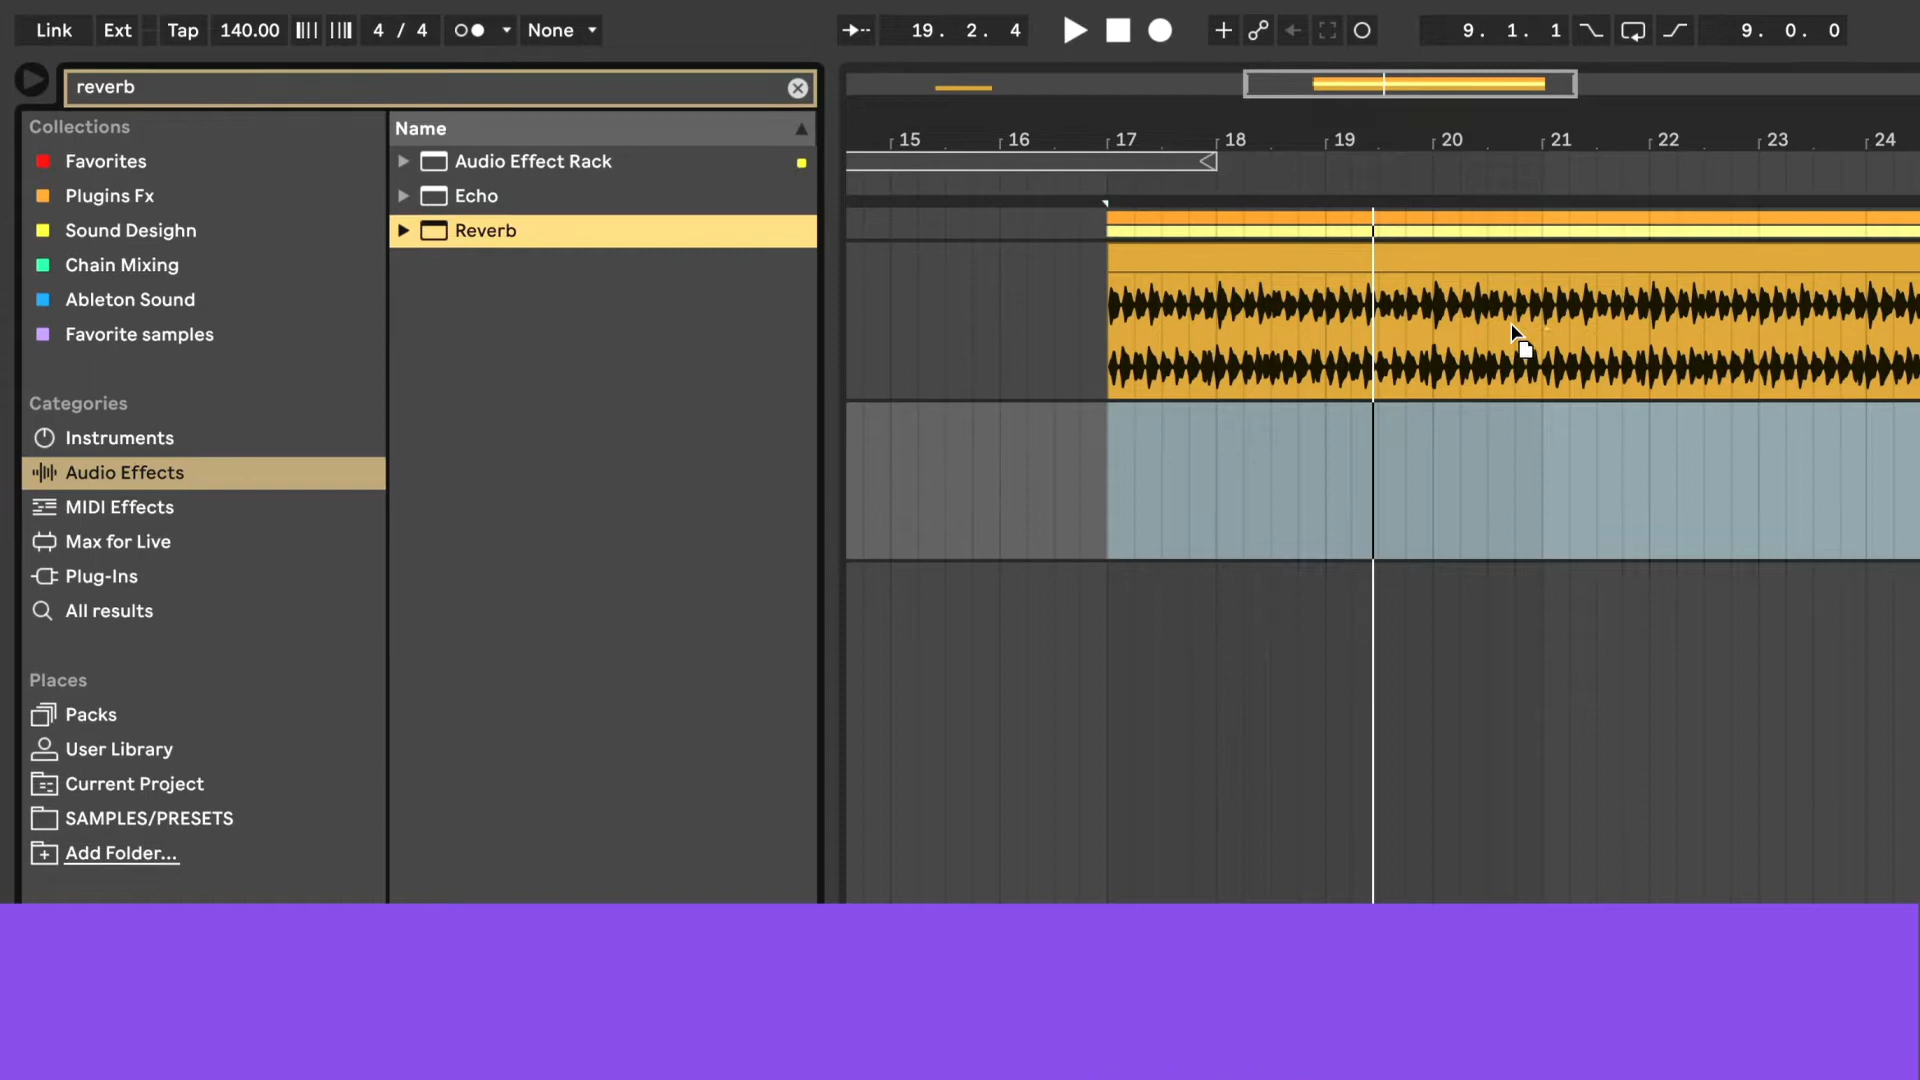 Link Ext Tap 140.00 4 / 4 None 19. 2. 4 9. 1. 1 9. 0. 0
reverb
Collections
Favorites
Plugins Fx
Sound Desighn
Chain Mixing
Ableton Sound
Favorite samples
Categories
Instruments
Audio Effects
MIDI Effects
Max for Live
Plug-Ins
All results
Places
Packs
User Library
Current Project
SAMPLES/PRESETS
Add Folder...
Name
Audio Effect Rack
Echo
Reverb
15 16 17 18 19 20 21 22 23 24